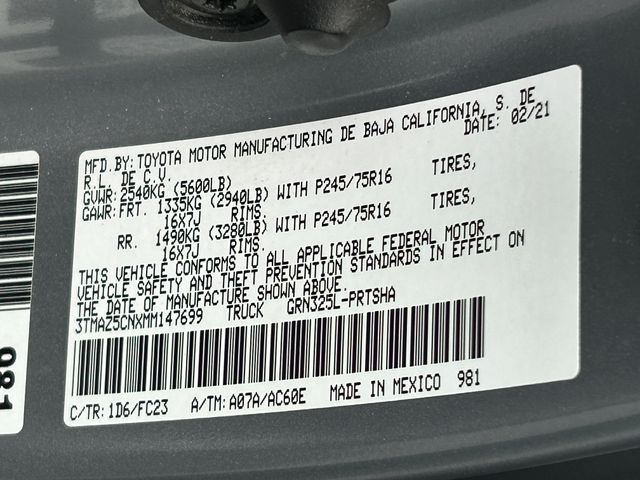 MFD.BY: TOYOTA MOTOR MANUFACTURING DE BAJA CALIFORNIA, S. DE
R.L. DE C.V. DATE: 02/21
GVWR: 2540KG (5600LB)
GAWR: FRT. 1335KG (2940LB) WITH P245/75R16 TIRES,
16X7J RIMS.
RR. 1490KG (3280LB) WITH P245/75R16 TIRES,
16X7J RIMS.
THIS VEHICLE CONFORMS TO ALL APPLICABLE FEDERAL MOTOR
VEHICLE SAFETY AND THEFT PREVENTION STANDARDS IN EFFECT ON
THE DATE OF MANUFACTURE SHOWN ABOVE.
3TMAZ5CNXMM147699 TRUCK GRN325L-PRTSHA
C/TR: 1D6/FC23 A/TM: A07A/AC60E MADE IN MEXICO 981
981